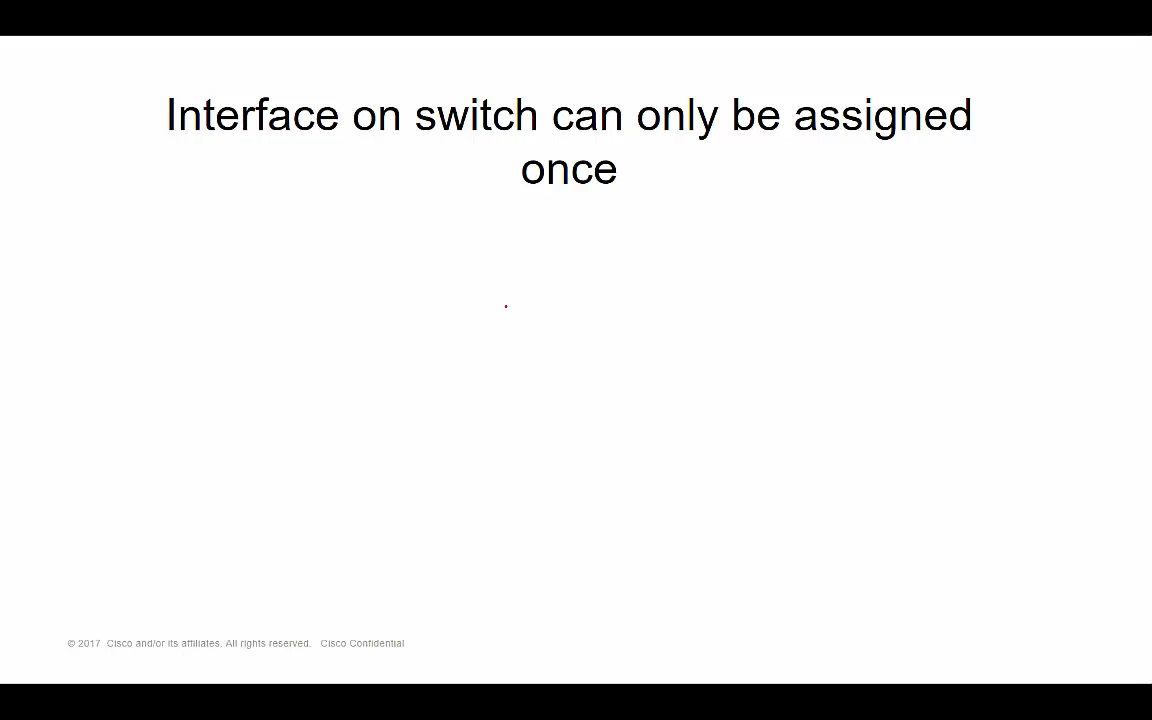 Interface on switch can only be assigned
once
© 2017 Cisco and/or its affiliates. All rights reserved. Cisco Confidential